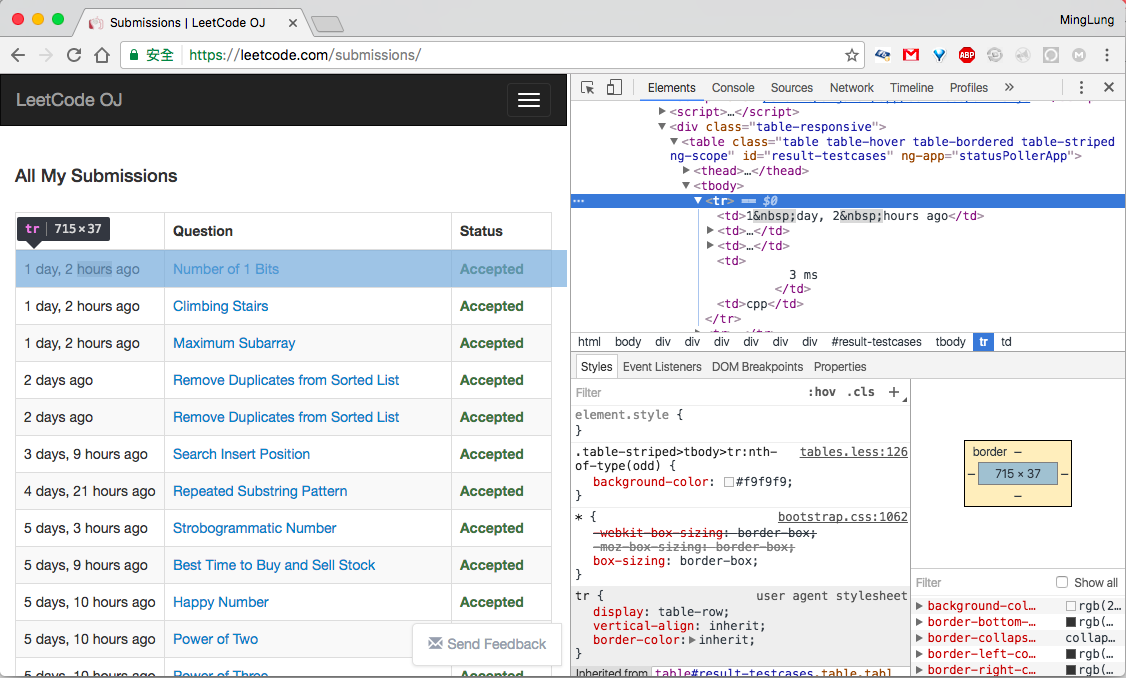 Submissions | LeetCode OJ
MingLung
安全 https://leetcode.com/submissions/
ABP
LeetCode OJ
All My Submissions
tr 715×37
Question Status
1 day, 2 hours ago Number of 1 Bits Accepted
1 day, 2 hours ago Climbing Stairs Accepted
1 day, 2 hours ago Maximum Subarray Accepted
2 days ago Remove Duplicates from Sorted List Accepted
2 days ago Remove Duplicates from Sorted List Accepted
3 days, 9 hours ago Search Insert Position Accepted
4 days, 21 hours ago Repeated Substring Pattern Accepted
5 days, 3 hours ago Strobogrammatic Number Accepted
5 days, 9 hours ago Best Time to Buy and Sell Stock Accepted
5 days, 10 hours ago Happy Number Accepted
5 days, 10 hours ago Power of Two
Send Feedback
5 days, 10 hours ago Power of Three Accepted
Elements Console Sources Network Timeline Profiles »
<script>…</script>
<div class="table-responsive">
<table class="table table-hover table-bordered table-striped
ng-scope" id="result-testcases" ng-app="statusPollerApp">
<thead>…</thead>
<tbody>
… <tr> == $0
<td>1&nbsp;day, 2&nbsp;hours ago</td>
<td>…</td>
<td>…</td>
<td>
3 ms
</td>
<td>cpp</td>
</tr>
html body div div div div div div #result-testcases tbody tr td
Styles Event Listeners DOM Breakpoints Properties
Filter :hov .cls +
element.style {
}
.table-striped>tbody>tr:nth- tables.less:126
of-type(odd) {
background-color: #f9f9f9;
}
* { bootstrap.css:1062
-webkit-box-sizing: border-box;
-moz-box-sizing: border-box;
box-sizing: border-box;
}
tr { user agent stylesheet
display: table-row;
vertical-align: inherit;
border-color: inherit;
}
Inherited from table#result-testcases.table.tabl
border –
– 715 × 37 –
–
Filter Show all
background-col… rgb(2…
border-bottom-… rgb(…
border-collaps… collap…
border-left-co… rgb(…
border-right-c… rgb(…